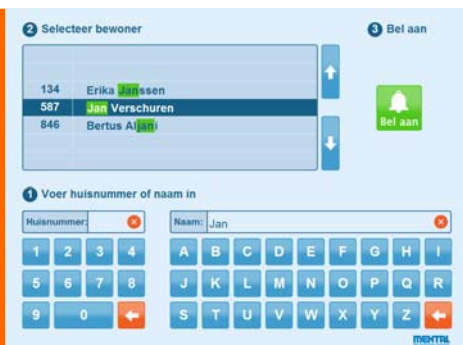 2 Selecteer bewoner
3 Bel aan
134 Erika Janssen
587 Jan Verschuren
846 Bertus Aljani
Bel aan
1 Voer huisnummer of naam in
Huisnummer:
Naam: Jan
1 2 3 4 A B C D E F G H I
5 6 7 8 J K L M N O P Q R
9 0 S T U V W X Y Z
MEHTAL